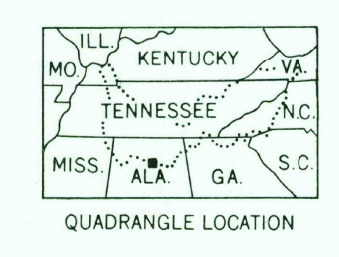 ILL.
KENTUCKY
MO.
VA.
TENNESSEE
N.C.
MISS.
ALA.
GA.
S.C.
QUADRANGLE LOCATION